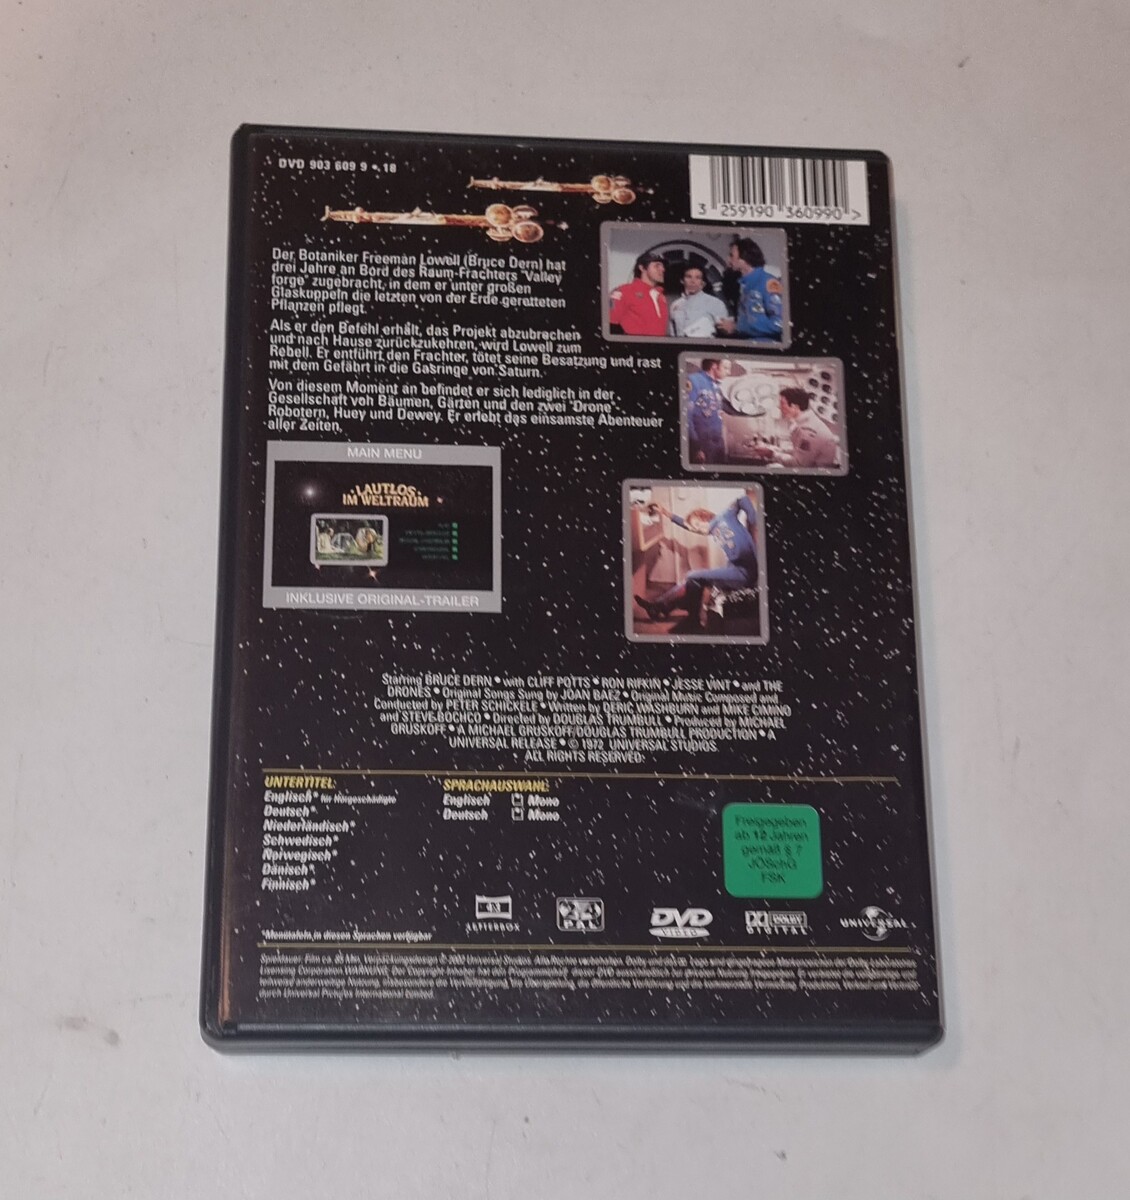 DVD 903 609 9 • 18
3 259190 360990 >
Der Botaniker Freeman Lowell (Bruce Dern) hat
drei Jahre an Bord des Raum-Frachters "Valley
forge" zugebracht, in dem er unter großen
Glaskuppeln die letzten von der Erde geretteten
Pflanzen pflegt.
Als er den Befehl erhält, das Projekt abzubrechen
und nach Hause zurückzukehren, wird Lowell zum
Rebell. Er entführt den Frachter, tötet seine Besatzung und rast
mit dem Gefährt in die Gasringe von Saturn.
Von diesem Moment an befindet er sich lediglich in der
Gesellschaft von Bäumen, Gärten und den zwei "Drone"-
Robotern, Huey und Dewey. Er erlebt das einsamste Abenteuer
aller Zeiten.
MAIN MENU
LAUTLOS
IM WELTRAUM
INKLUSIVE ORIGINAL-TRAILER
Starring BRUCE DERN • with CLIFF POTTS • RON RIFKIN • JESSE VINT • and THE
DRONES • Original Songs Sung by JOAN BAEZ • Original Music Composed and
Conducted by PETER SCHICKELE • Written by DERIC WASHBURN and MIKE CIMINO
and STEVE BOCHCO • Directed by DOUGLAS TRUMBULL • Produced by MICHAEL
GRUSKOFF • A MICHAEL GRUSKOFF/DOUGLAS TRUMBULL PRODUCTION • A
UNIVERSAL RELEASE • © 1972 UNIVERSAL STUDIOS.
ALL RIGHTS RESERVED.
UNTERTITEL:
Englisch* für Hörgeschädigte
Deutsch*
Niederländisch*
Schwedisch*
Norwegisch*
Dänisch*
Finnisch*
SPRACHAUSWAHL:
Englisch Mono
Deutsch Mono
Freigegeben
ab 12 Jahren
gemäß § 7
JÖSchG
FSK
LETTERBOX
PAL
DVD
VIDEO
DOLBY
DIGITAL
UNIVERSAL
*Menütafeln in diesen Sprachen verfügbar
durch Universal Pictures International Limited.